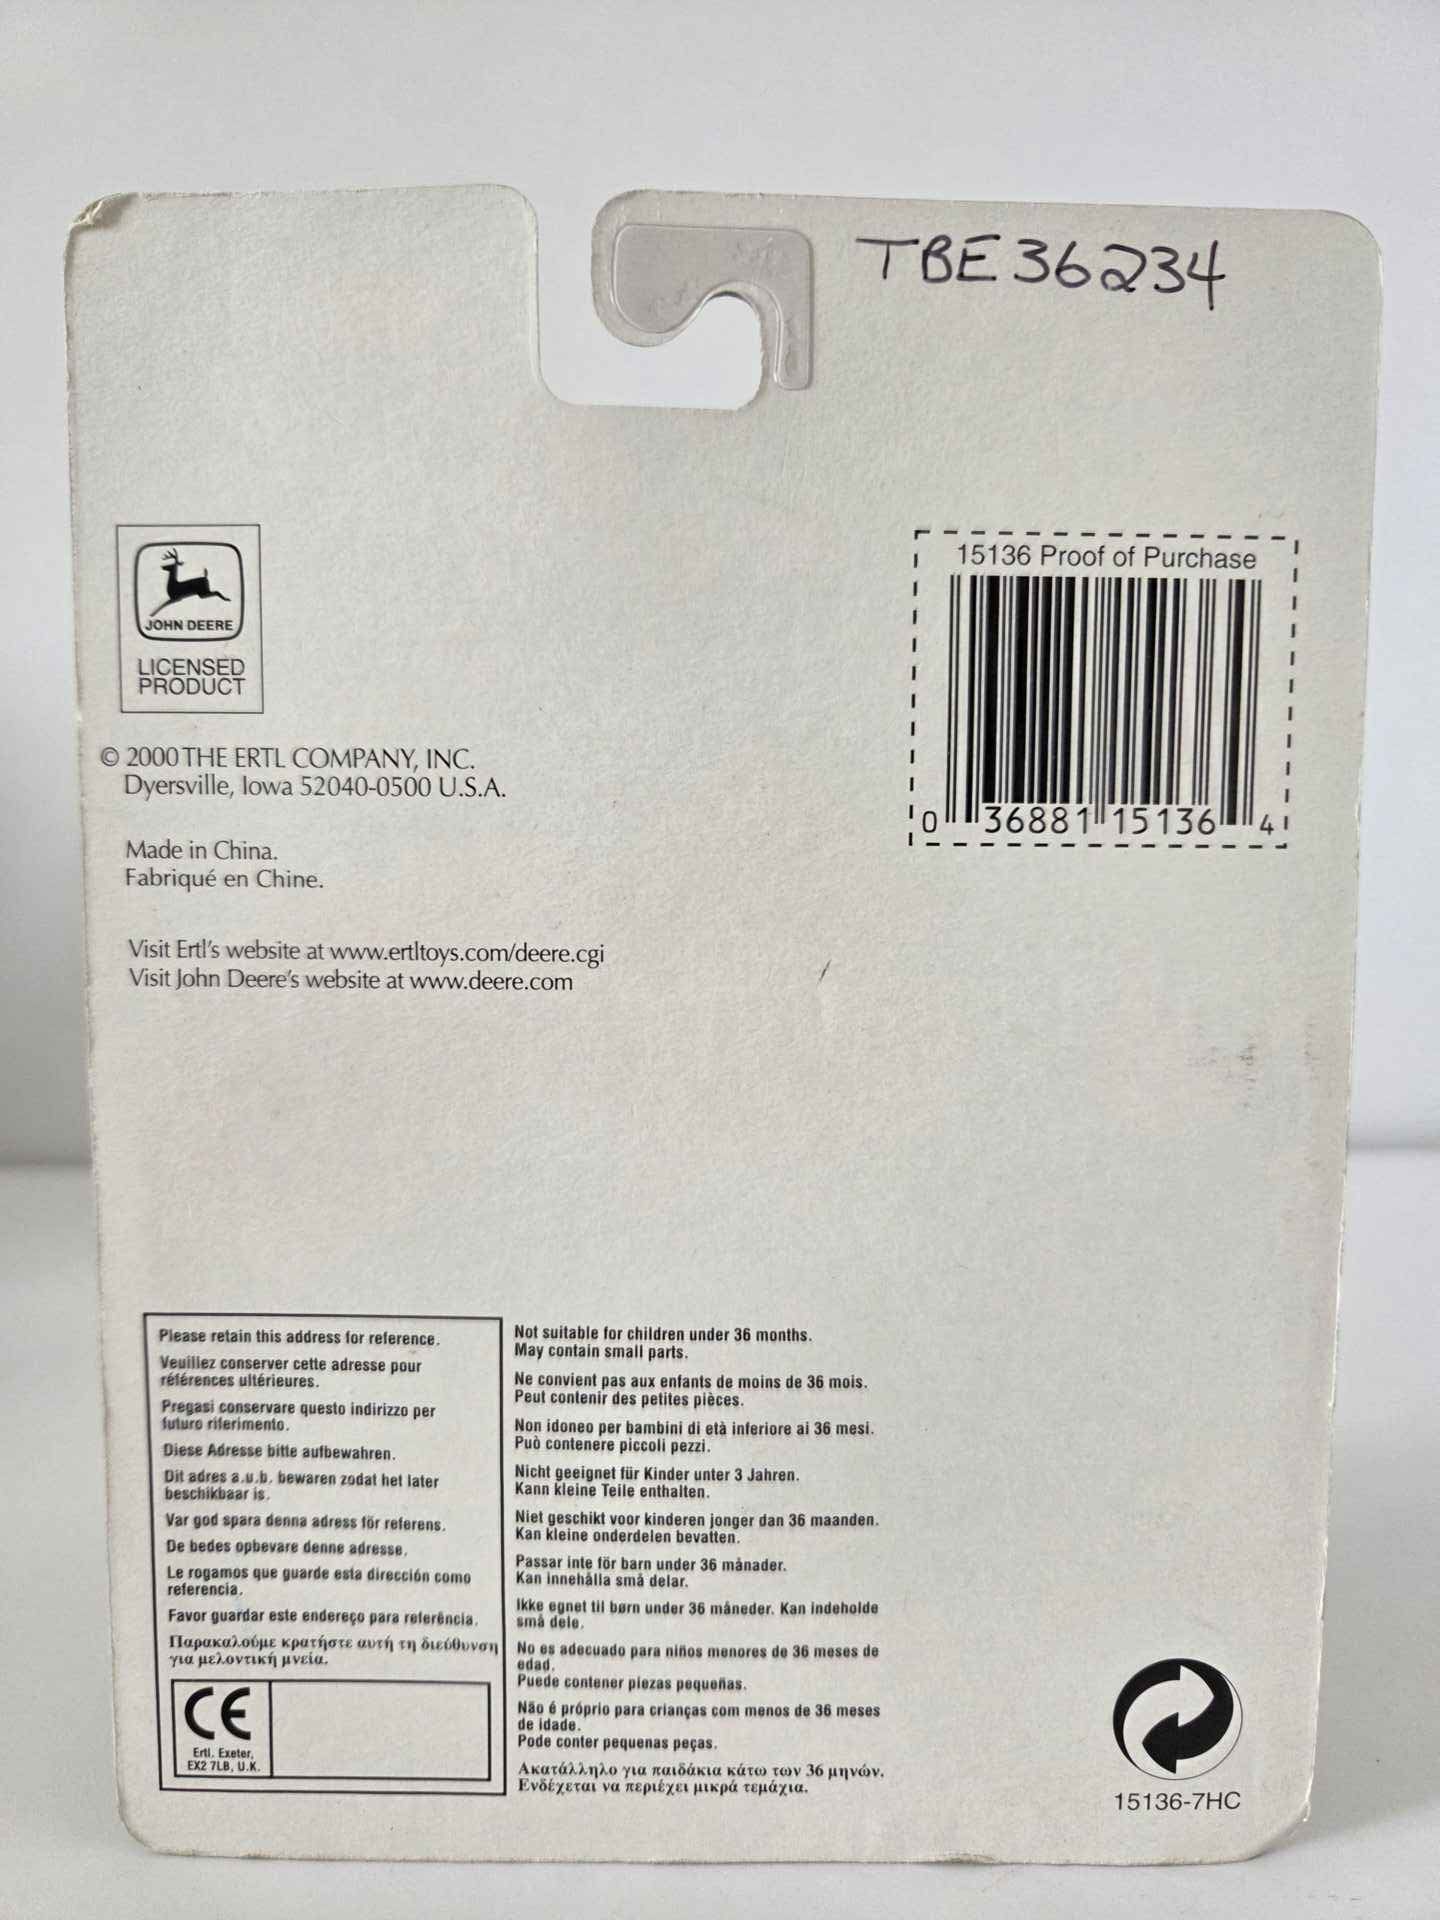 TBE36234
15136 Proof of Purchase
0 36881 15136 4
JOHN DEERE
LICENSED
PRODUCT
© 2000 THE ERTL COMPANY, INC.
Dyersville, Iowa 52040-0500 U.S.A.
Made in China.
Fabriqué en Chine.
Visit Ertl's website at www.ertltoys.com/deere.cgi
Visit John Deere's website at www.deere.com
Please retain this address for reference.
Veuillez conserver cette adresse pour
références ultérieures.
Pregasi conservare questo indirizzo per
futuro riferimento.
Diese Adresse bitte aufbewahren.
Dit adres a.u.b. bewaren zodat het later
beschikbaar is.
Var god spara denna adress för referens.
De bedes opbevare denne adresse.
Le rogamos que guarde esta dirección como
referencia.
Favor guardar este endereço para referência.
Παρακαλούμε κρατήστε αυτή τη διεύθυνση
για μελοντική μνεία.
CE
Ertl, Exeter,
EX2 7LB, U.K.
Not suitable for children under 36 months.
May contain small parts.
Ne convient pas aux enfants de moins de 36 mois.
Peut contenir des petites pièces.
Non idoneo per bambini di età inferiore ai 36 mesi.
Può contenere piccoli pezzi.
Nicht geeignet für Kinder unter 3 Jahren.
Kann kleine Teile enthalten.
Niet geschikt voor kinderen jonger dan 36 maanden.
Kan kleine onderdelen bevatten.
Passar inte för barn under 36 månader.
Kan innehålla små delar.
Ikke egnet til børn under 36 måneder. Kan indeholde
små dele.
No es adecuado para niños menores de 36 meses de
edad.
Puede contener piezas pequeñas.
Não é próprio para crianças com menos de 36 meses
de idade.
Pode conter pequenas peças.
Ακατάλληλο για παιδάκια κάτω των 36 μηνών.
Ενδέχεται να περιέχει μικρά τεμάχια.
15136-7HC